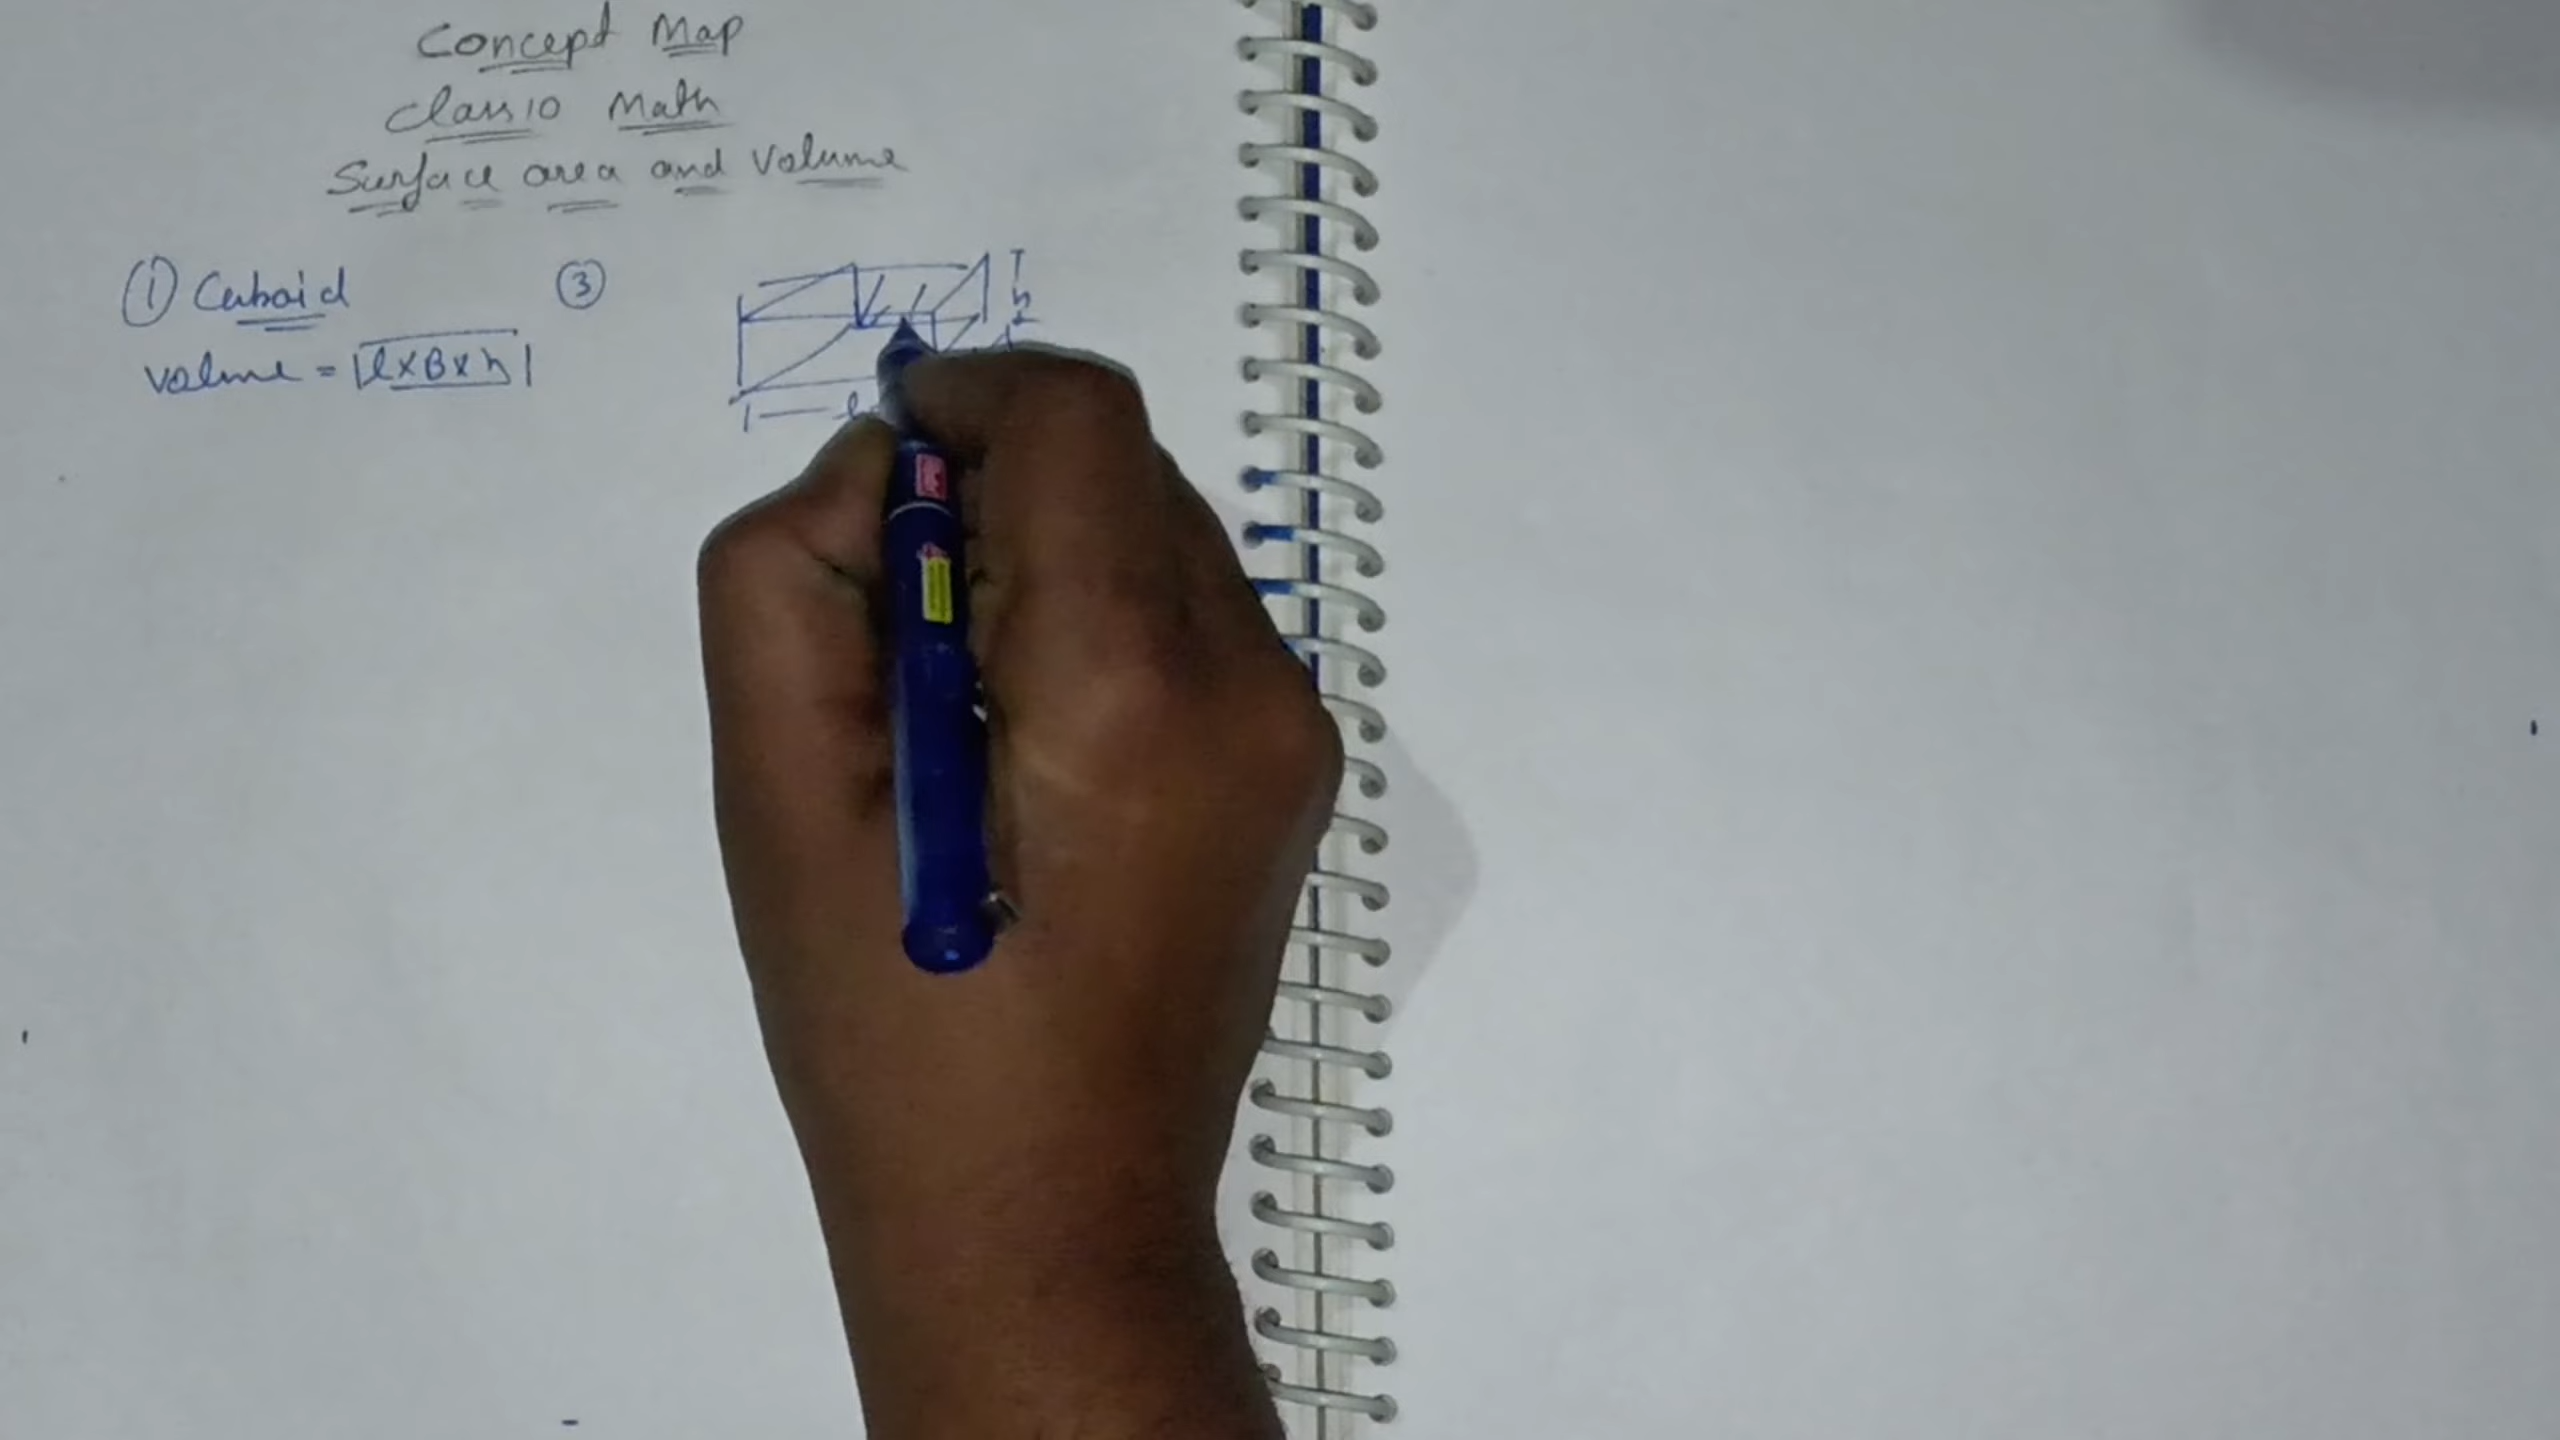 Concept Map
Class 10 Math
Surface area and Volume
① Cuboid ③
volume = l×B×h
h
l